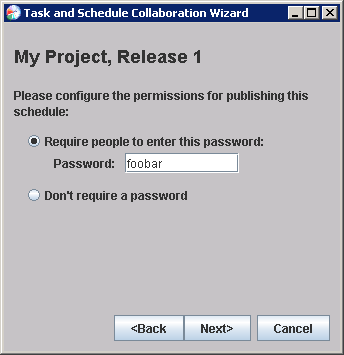 Task and Schedule Collaboration Wizard
My Project, Release 1
Please configure the permissions for publishing this
schedule:
Require people to enter this password:
Password: foobar
Don't require a password
<Back Next> Cancel